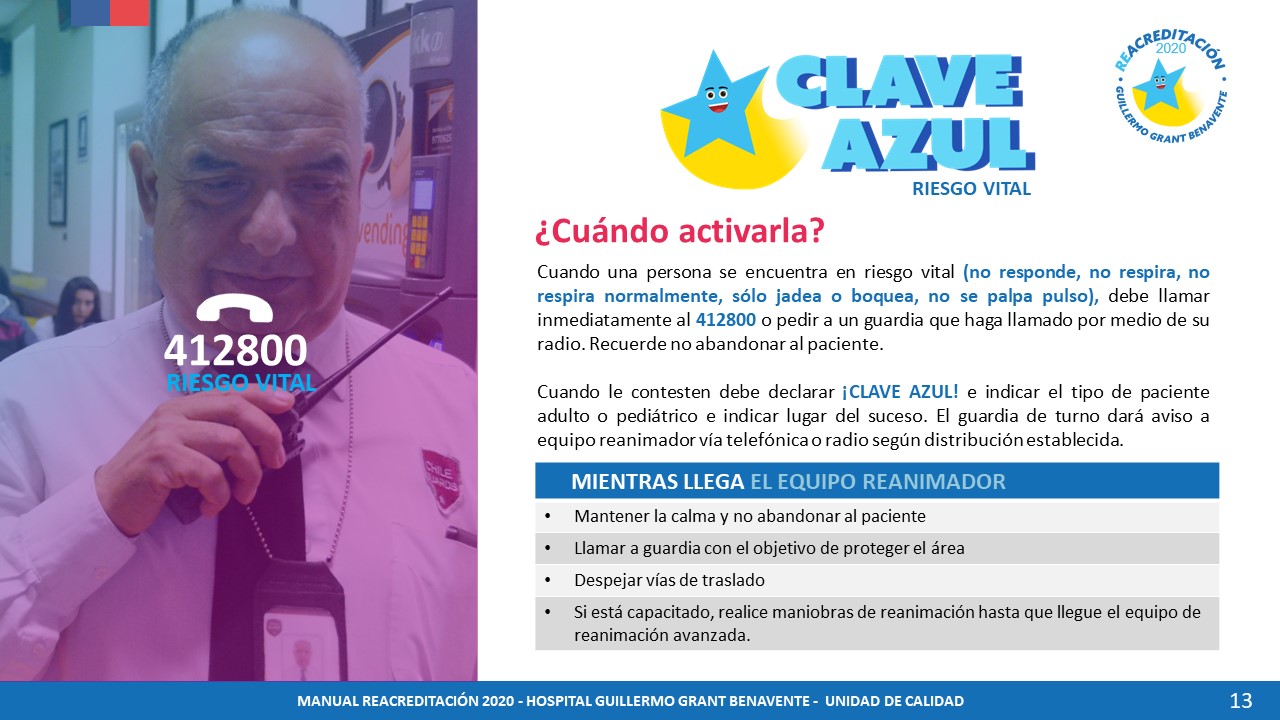 412800
RIESGO VITAL
vending
CHILE
GUARDS
CLAVE
AZUL
RIESGO VITAL
REACREDITACIÓN
2020
GUILLERMO GRANT BENAVENTE
¿Cuándo activarla?
Cuando una persona se encuentra en riesgo vital (no responde, no respira, no
respira normalmente, sólo jadea o boquea, no se palpa pulso), debe llamar
inmediatamente al 412800 o pedir a un guardia que haga llamado por medio de su
radio. Recuerde no abandonar al paciente.
Cuando le contesten debe declarar ¡CLAVE AZUL! e indicar el tipo de paciente
adulto o pediátrico e indicar lugar del suceso. El guardia de turno dará aviso a
equipo reanimador vía telefónica o radio según distribución establecida.
MIENTRAS LLEGA EL EQUIPO REANIMADOR
• Mantener la calma y no abandonar al paciente
• Llamar a guardia con el objetivo de proteger el área
• Despejar vías de traslado
• Si está capacitado, realice maniobras de reanimación hasta que llegue el equipo de
reanimación avanzada.
MANUAL REACREDITACIÓN 2020 - HOSPITAL GUILLERMO GRANT BENAVENTE - UNIDAD DE CALIDAD
13